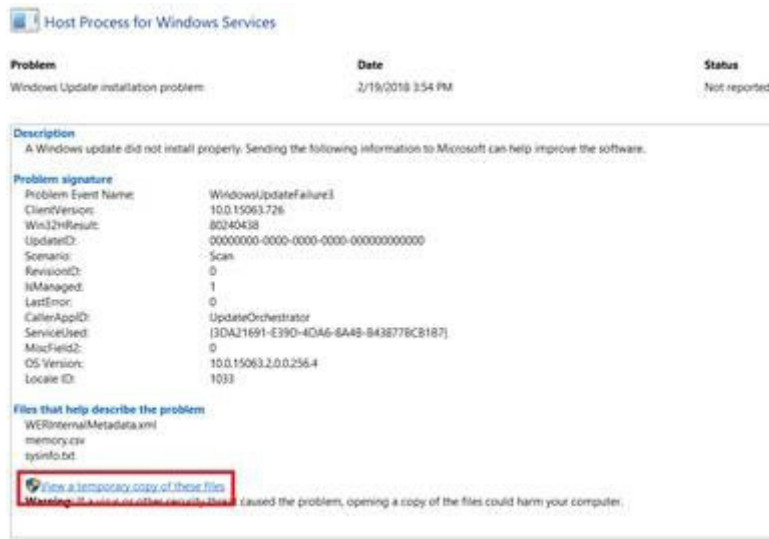 Host Process for Windows Services
Problem Date Status
Windows Update installation problem 2/19/2018 3:54 PM Not reported
Description
A Windows update did not install properly. Sending the following information to Microsoft can help improve the software.
Problem signature
Problem Event Name: WindowsUpdateFailure3
ClientVersion: 10.0.15063.726
Win32HResult: 80240438
UpdateID: 00000000-0000-0000-0000-000000000000
Scenario: Scan
RevisionID: 0
IsManaged: 1
LastError: 0
CallerAppID: UpdateOrchestrator
ServiceUsed: {3DA21691-E39D-4DA6-8A4B-B43877BCB1B7}
MiscField2: 0
OS Version: 10.0.15063.2.0.0.256.4
Locale ID: 1033
Files that help describe the problem
WERInternalMetadata.xml
memory.csv
sysinfo.txt
View a temporary copy of these files
Warning: If a virus or other security threat caused the problem, opening a copy of the files could harm your computer.